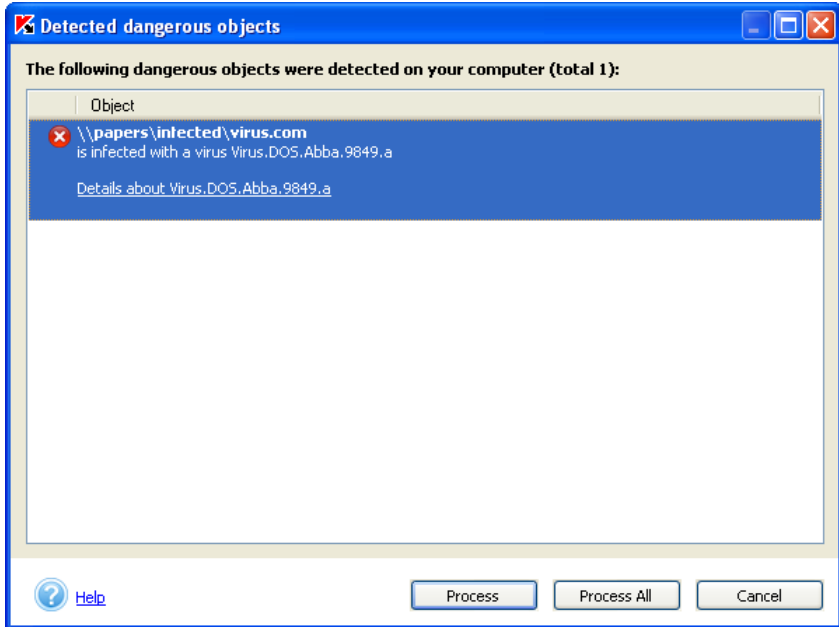 Detected dangerous objects
The following dangerous objects were detected on your computer (total 1):
Object
\\papers\infected\virus.com
is infected with a virus Virus.DOS.Abba.9849.a
Details about Virus.DOS.Abba.9849.a
Help
Process
Process All
Cancel